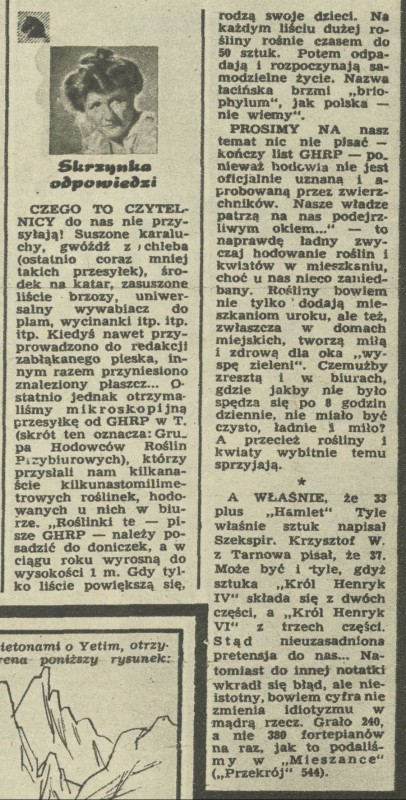 Skrzynka
odpowiedzi
CZEGO TO CZYTEL-
NICY do nas nie przy-
syłają! Suszone karalu-
chy, gwóźdź z chleba
(ostatnio coraz mniej
takich przesyłek), śro-
dek na katar, zasuszone
liście brzozy, uniwer-
salny wywabiacz do
plam, wycinanki itp. itp.
itp. Kiedyś nawet przy-
prowadzono do redakcji
zabłąkanego pieska, in-
nym razem przyniesiono
znaleziony płaszcz... O-
statnio jednak otrzyma-
liśmy mikroskopijną
przesyłkę od GHRP w T.
(skrót ten oznacza: Gru-
pa Hodowców Roślin
Przybiurowych), którzy
przysłali nam kilkana-
ście kilkunastomilime-
trowych roślinek, hodo-
wanych u nich w biu-
rze. „Roślinki te — pi-
sze GHRP — należy po-
sadzić do doniczek, a w
ciągu roku wyrosną do
wysokości 1 m. Gdy tyl-
ko liście powiększą się,
rodzą swoje dzieci. Na
każdym liściu dużej ro-
śliny rośnie czasem do
50 sztuk. Potem odpa-
dają i rozpoczynają sa-
modzielne życie. Nazwa
łacińska brzmi „brio-
phylum", jak polska —
nie wiemy".
PROSIMY NA nasz
temat nic nie pisać —
kończy list GHRP — po-
nieważ hodowla nie jest
oficjalnie uznaną i a-
probowaną przez zwierz-
chników. Nasze władze
patrzą na nas podejrz-
liwym okiem..." — to
naprawdę ładny zwy-
czaj hodowanie roślin i
kwiatów w mieszkaniu,
choć u nas nieco zanied-
bany. Rośliny bowiem
nie tylko dodają mie-
szkaniom uroku, ale też,
zwłaszcza w domach
miejskich, tworzą miłą
i zdrową dla oka „wy-
spę zieleni". Czemużby
zresztą i w biurach,
gdzie jakby nie było
spędza się po 8 godzin
dziennie, nie miało być
czysto, ładnie i miło?
A przecież rośliny i
kwiaty wybitnie temu
sprzyjają.
★
A WŁAŚNIE, że 33
plus „Hamlet" Tyle
właśnie sztuk napisał
Szekspir. Krzysztof W.
z Tarnowa pisał, że 37.
Może być i tyle, gdyż
sztuka „Król Henryk
IV" składa się z dwóch
części, a „Król Henryk
VI" z trzech części.
Stąd nieuzasadniona
pretensja do nas... Na-
tomiast do innej notatki
wkradł się błąd, ale nie-
istotny, bowiem cyfra nie
zmienia idiotyzmu w
mądrą rzecz. Grało 240,
a nie 380 fortepianów
na raz, jak to podaliś-
my w „Mieszance"
(„Przekrój" 544).
ietonami o Yetim, otrzy-
rena poniższy rysunek: